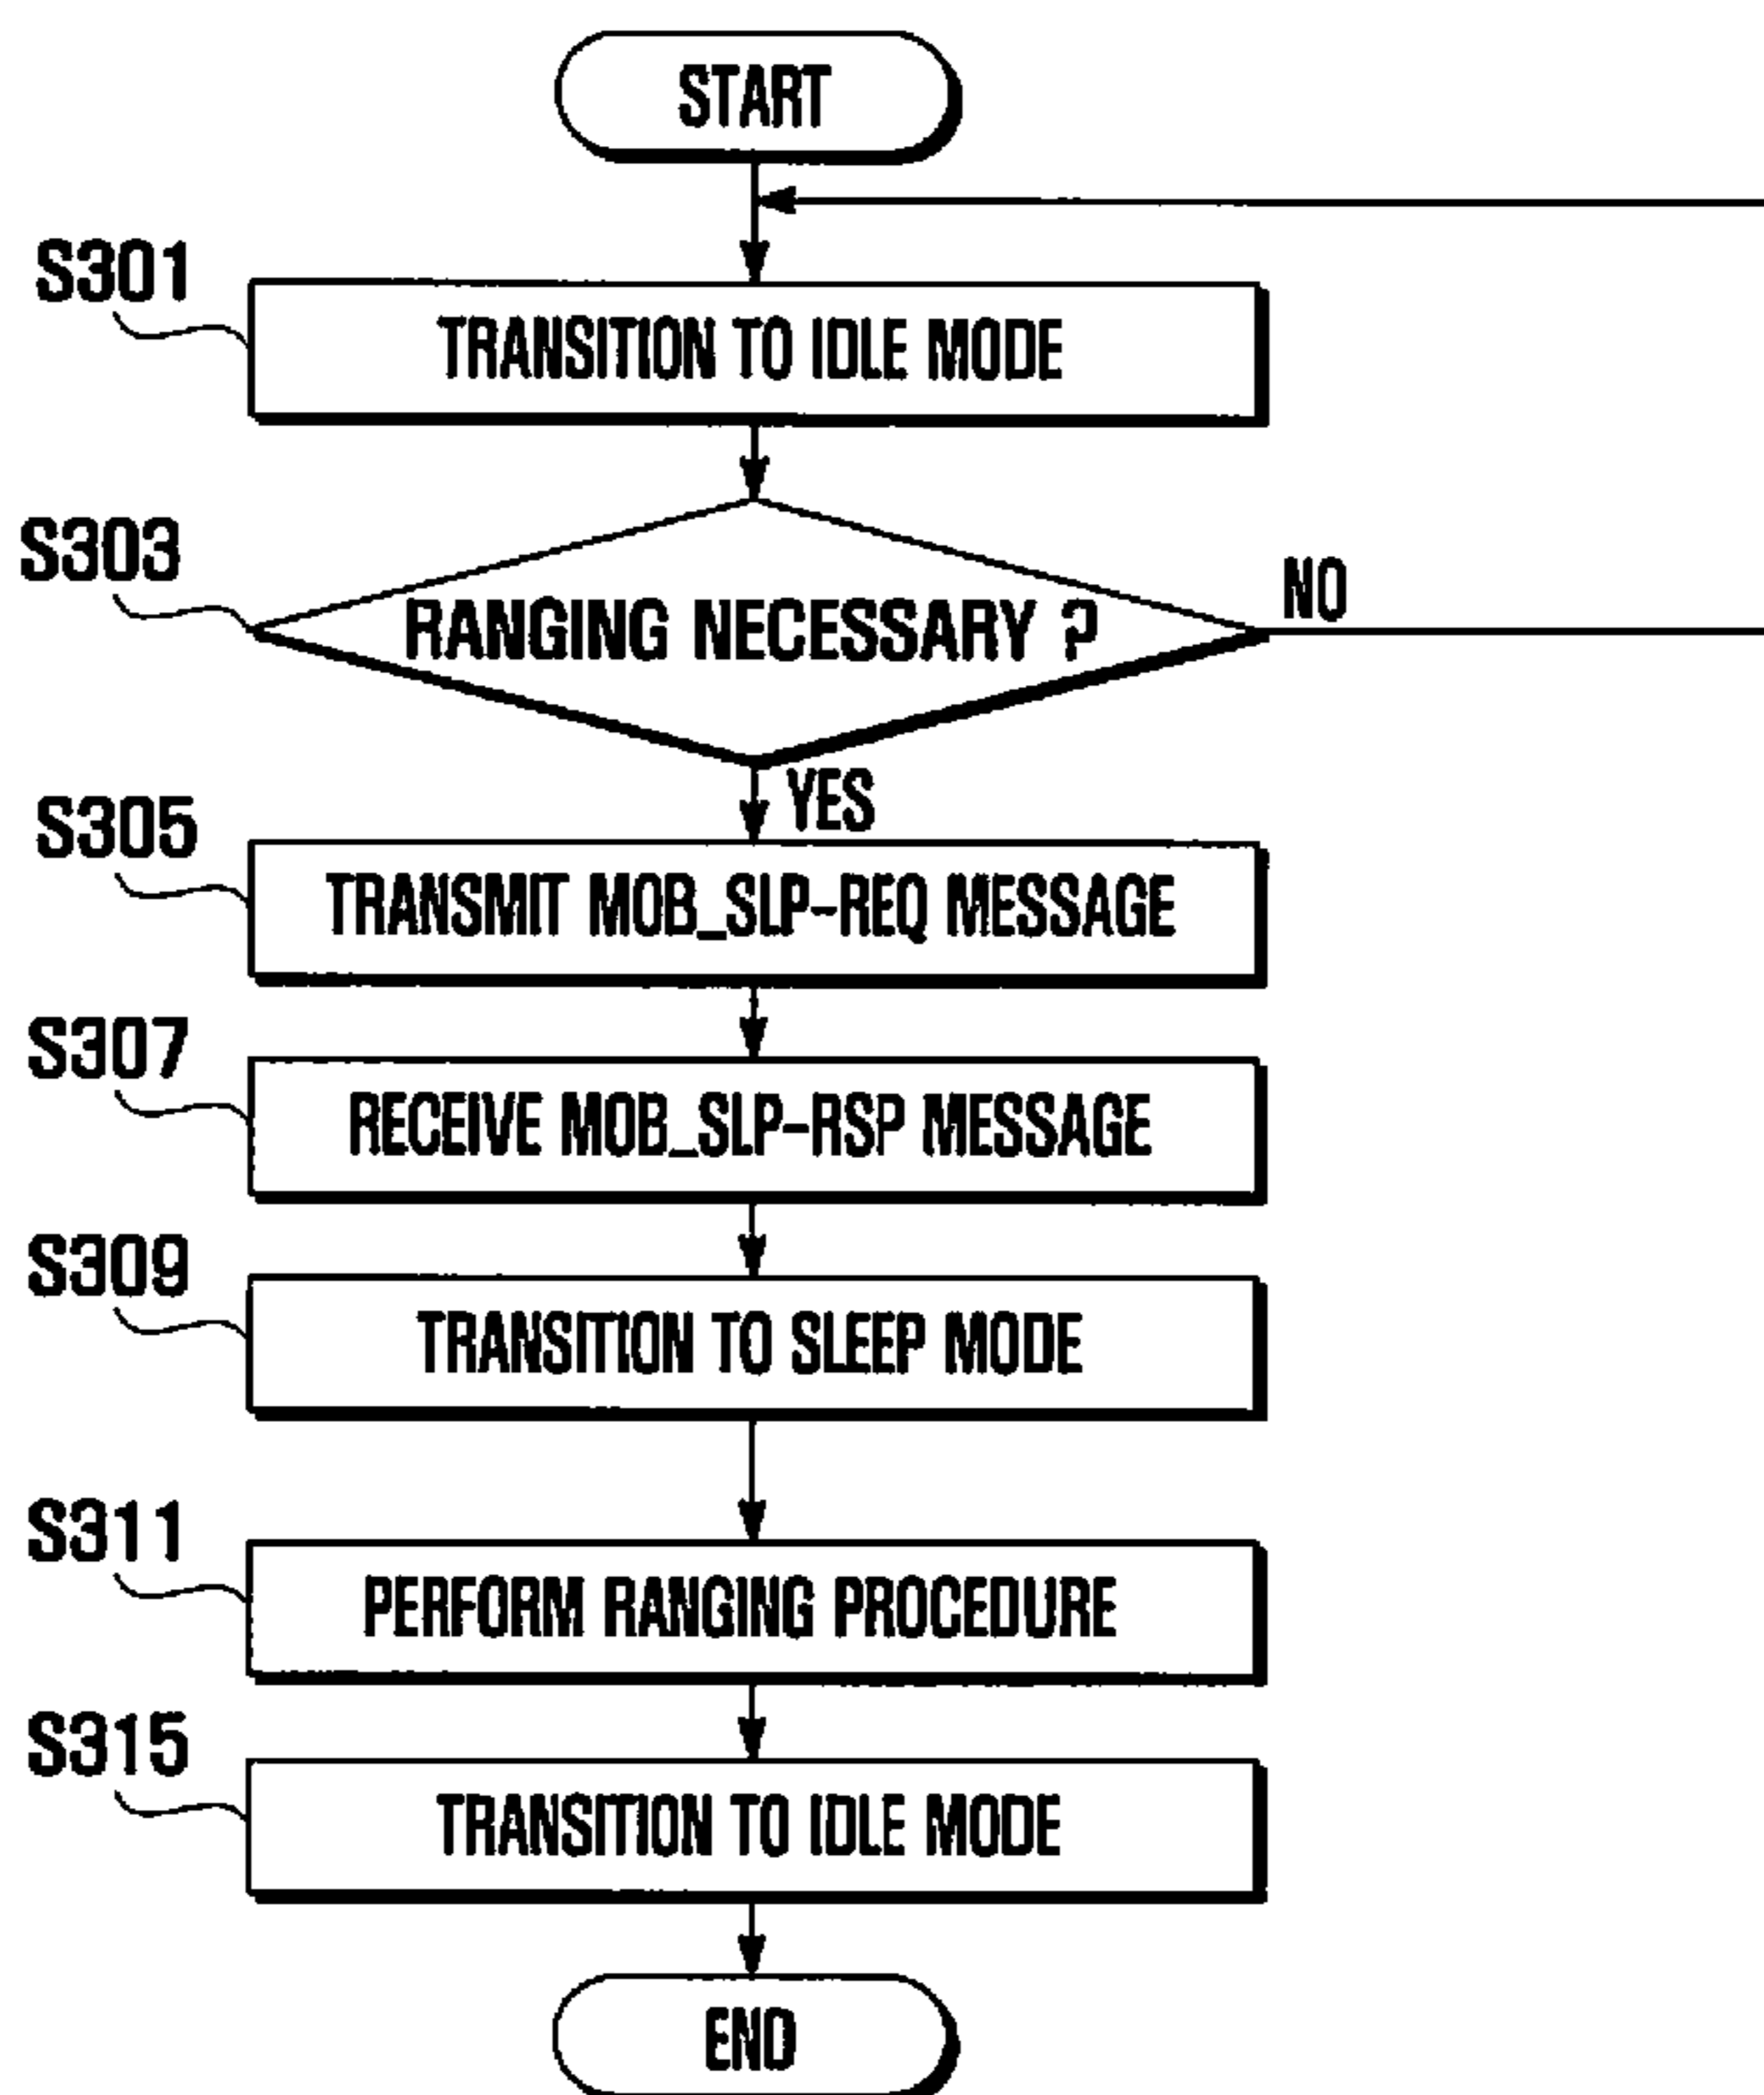 START
S301
TRANSITION TO IDLE MODE
S303
RANGING NECESSARY ?
NO
YES
S305
TRANSMIT MOB_SLP-REQ MESSAGE
S307
RECEIVE MOB_SLP-RSP MESSAGE
S309
TRANSITION TO SLEEP MODE
S311
PERFORM RANGING PROCEDURE
S315
TRANSITION TO IDLE MODE
END